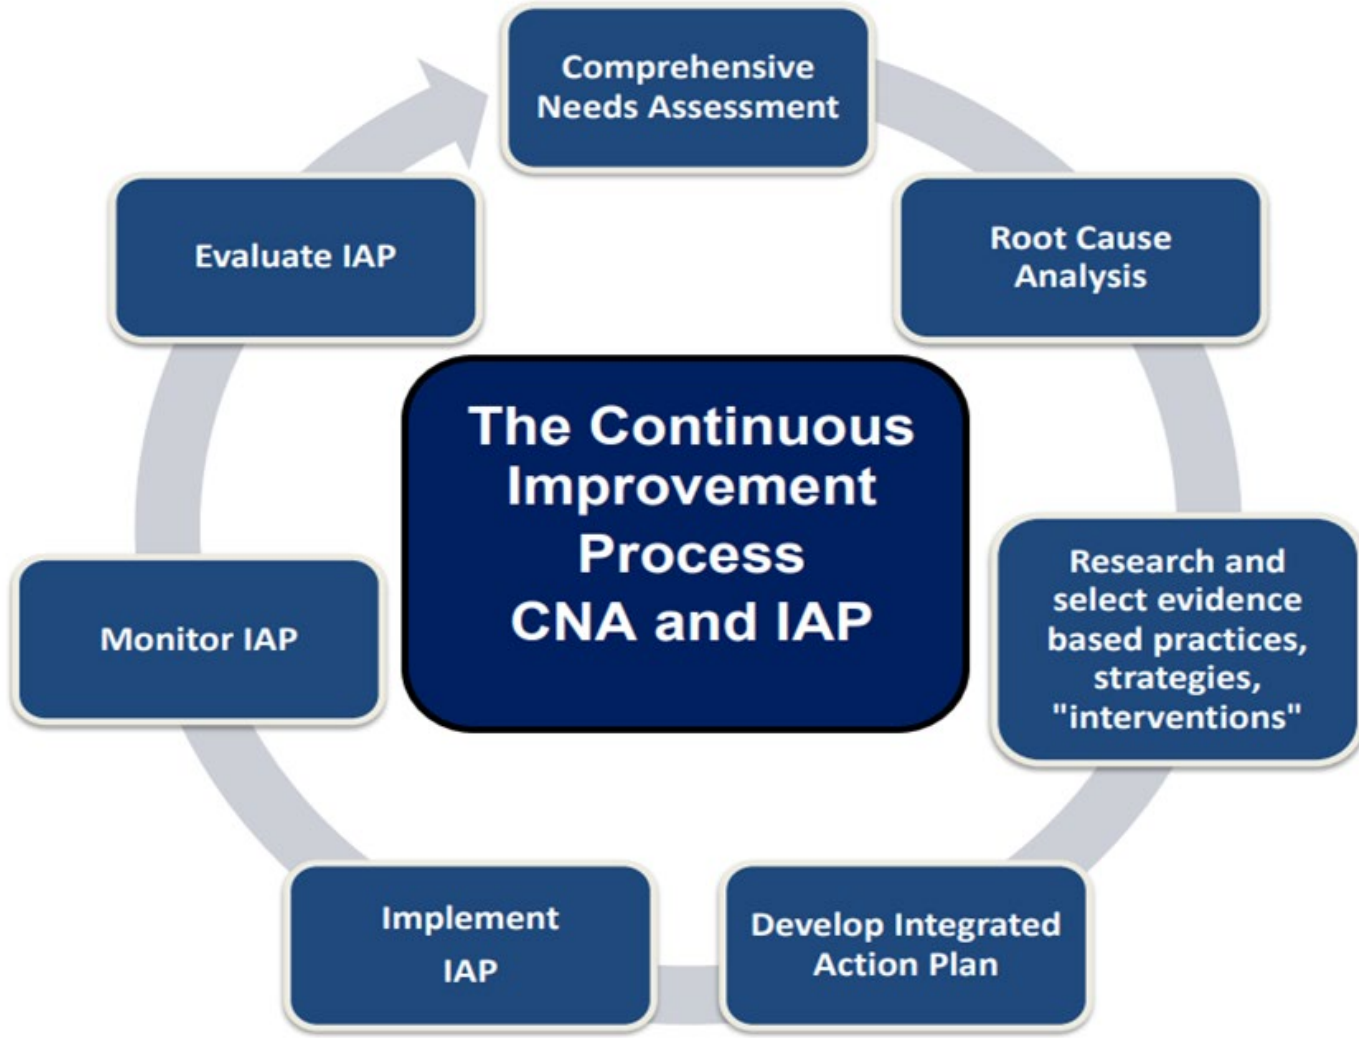 Comprehensive
Needs Assessment
Root Cause
Analysis
Research and
select evidence
based practices,
strategies,
"interventions"
Develop Integrated
Action Plan
Implement
IAP
Monitor IAP
Evaluate IAP
The Continuous
Improvement
Process
CNA and IAP